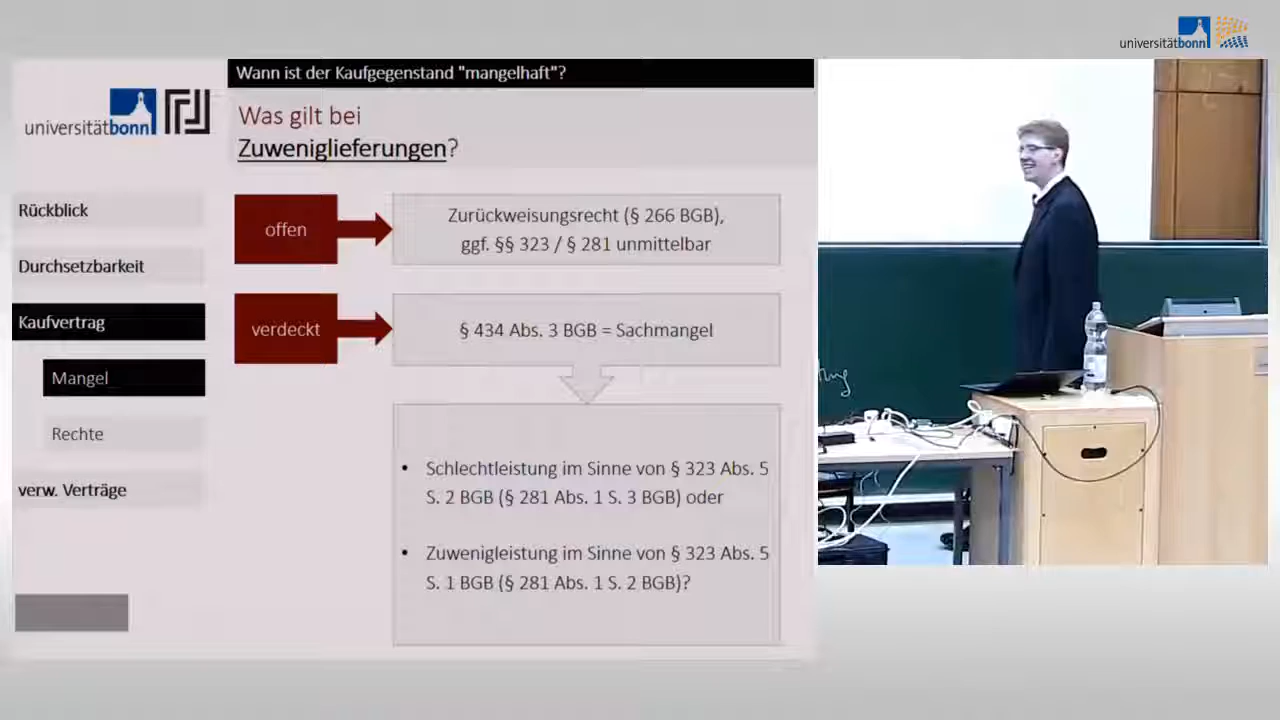 universitätbonn
Wann ist der Kaufgegenstand "mangelhaft"?
universitätbonn
Was gilt bei
Zuweniglieferungen?
Rückblick
Durchsetzbarkeit
Kaufvertrag
Mangel
Rechte
verw. Verträge
offen
Zurückweisungsrecht (§ 266 BGB),
ggf. §§ 323 / § 281 unmittelbar
verdeckt
§ 434 Abs. 3 BGB = Sachmangel
• Schlechtleistung im Sinne von § 323 Abs. 5
S. 2 BGB (§ 281 Abs. 1 S. 3 BGB) oder
• Zuwenigleistung im Sinne von § 323 Abs. 5
S. 1 BGB (§ 281 Abs. 1 S. 2 BGB)?